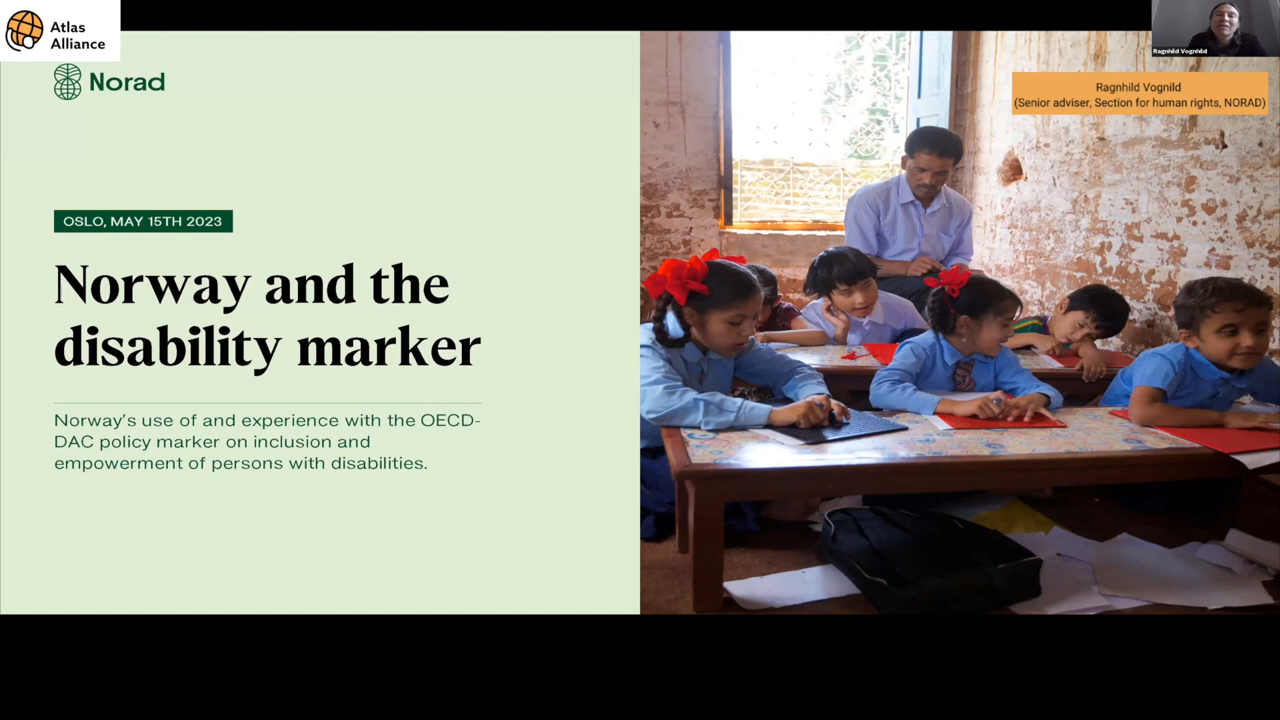 Atlas
Alliance
Norad
OSLO, MAY 15TH 2023
Norway and the
disability marker
Norway's use of and experience with the OECD-
DAC policy marker on inclusion and
empowerment of persons with disabilities.
Ragnhild Vognhild
Ragnhild Vognild
(Senior adviser, Section for human rights, NORAD)